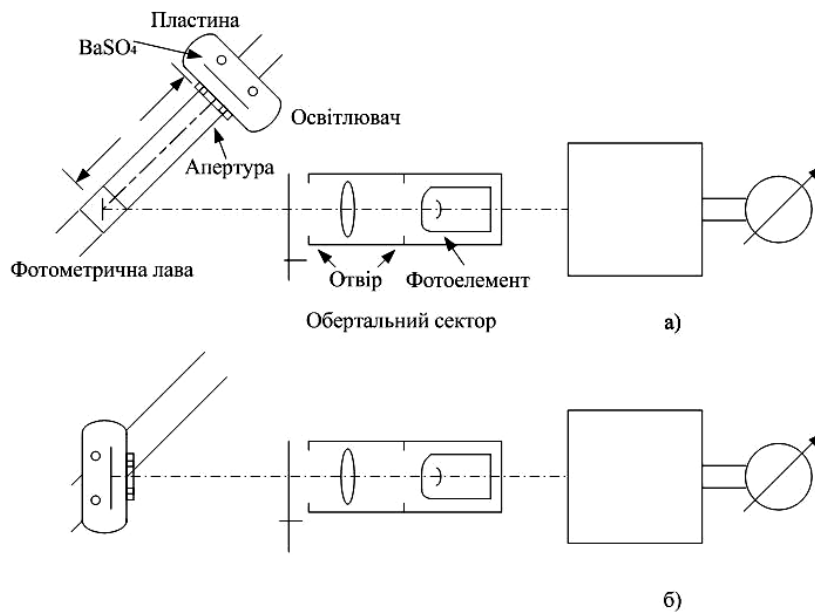 Пластина
BaSO₄
Освітлювач
Апертура
Фотометрична лава
Отвір
Фотоелемент
Обертальний сектор
а)
б)